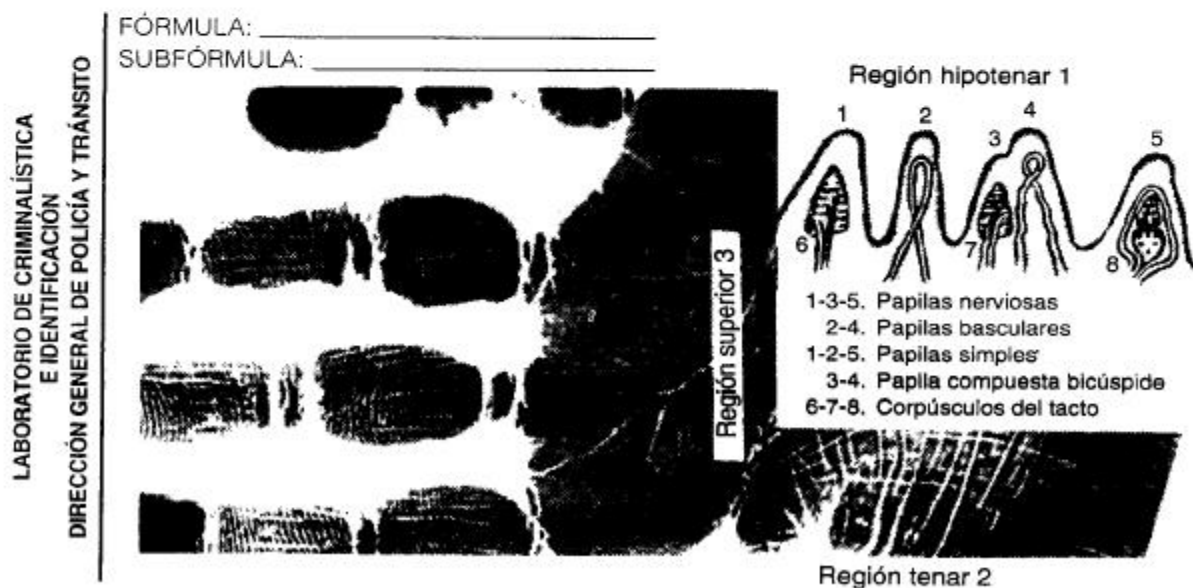 LABORATORIO DE CRIMINALÍSTICA
E IDENTIFICACIÓN
DIRECCIÓN GENERAL DE POLICÍA Y TRÁNSITO
FÓRMULA:
SUBFÓRMULA:
Región superior 3
Región hipotenar 1
1 2 3 4 5
6 7 8
1-3-5. Papilas nerviosas
2-4. Papilas basculares
1-2-5. Papilas simples
3-4. Papila compuesta bicúspide
6-7-8. Corpúsculos del tacto
Región tenar 2